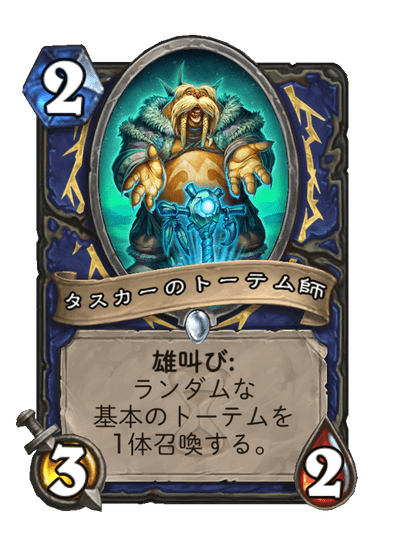 2
タスカーのトーテム師
雄叫び:
ランダムな
基本のトーテムを
1体召喚する。
3
2